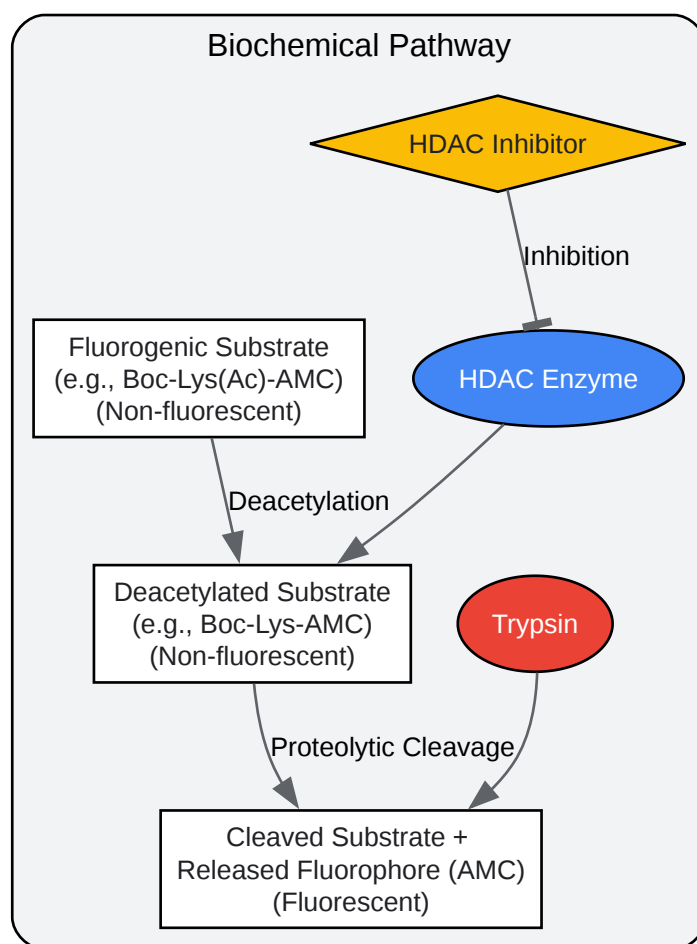 Biochemical Pathway
HDAC Inhibitor
Inhibition
Fluorogenic Substrate
(e.g., Boc-Lys(Ac)-AMC)
(Non-fluorescent)
HDAC Enzyme
Deacetylation
Deacetylated Substrate
(e.g., Boc-Lys-AMC)
(Non-fluorescent)
Trypsin
Proteolytic Cleavage
Cleaved Substrate +
Released Fluorophore (AMC)
(Fluorescent)